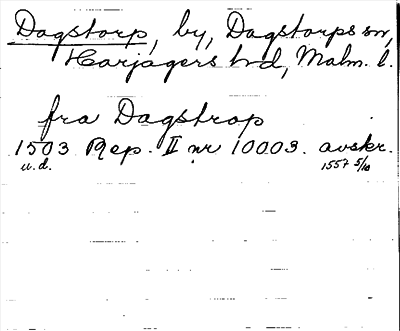 Dagstorp, by, Dagstorps sn,
Harjagers hd, Malm. l.
fra Dagstrop
1503 Rep. II nr 10003. avskr.
u. d. 1557 5/10